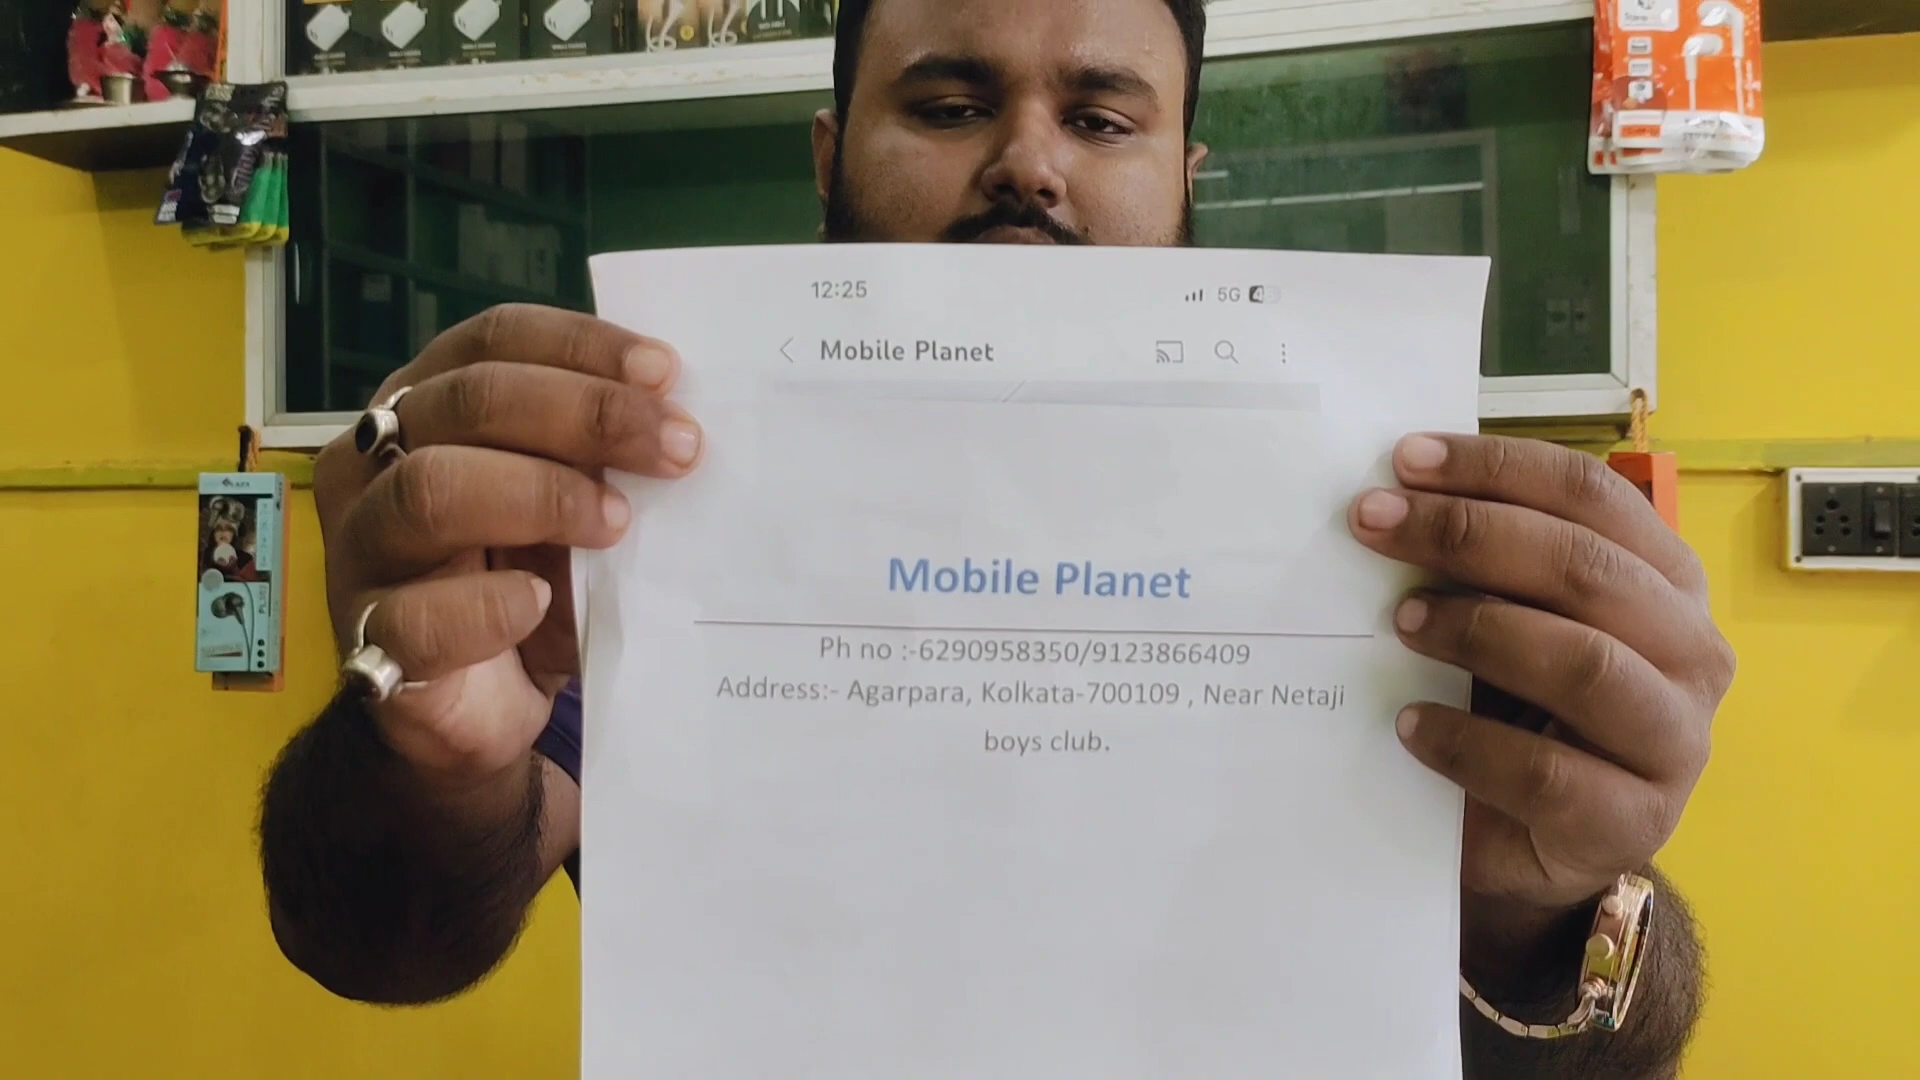 12:25
5G
Mobile Planet
Mobile Planet
Ph no :-6290958350/9123866409
Address:- Agarpara, Kolkata-700109 , Near Netaji
boys club.